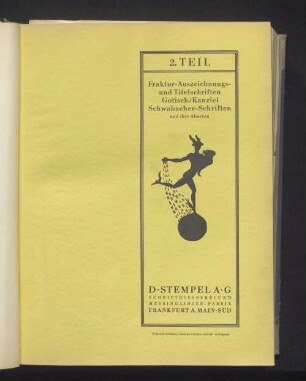 2. TEIL
Fraktur-Auszeichnungs-
und Titelschriften
Gotisch/Kanzlei
Schwabacher-Schriften
und ihre Abarten
D·STEMPEL A·G
SCHRIFTGIESSEREI UND
MESSINGLINIEN-FABRIK
FRANKFURT A.MAIN-SÜD